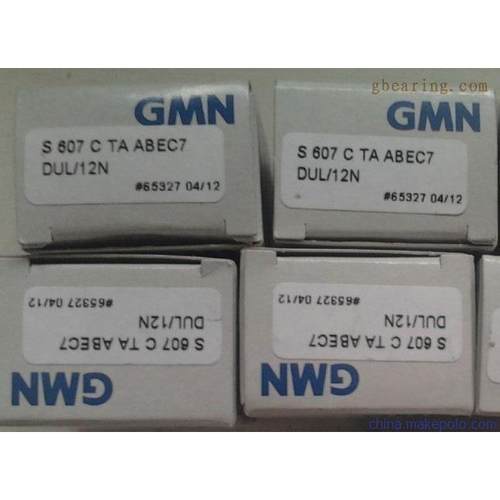 gbearing.com
GMN
S 607 C TA ABEC7
DUL/12N
#65327 04/12
GMN
S 607 C TA ABEC7
DUL/12N
#65327 04/12
S 607 C TA ABEC7
DUL/12N
#65327 04/12
GMN
S 607 C TA ABEC7
DUL/12N
#65327 04/12
GMN
china.makepolo.com